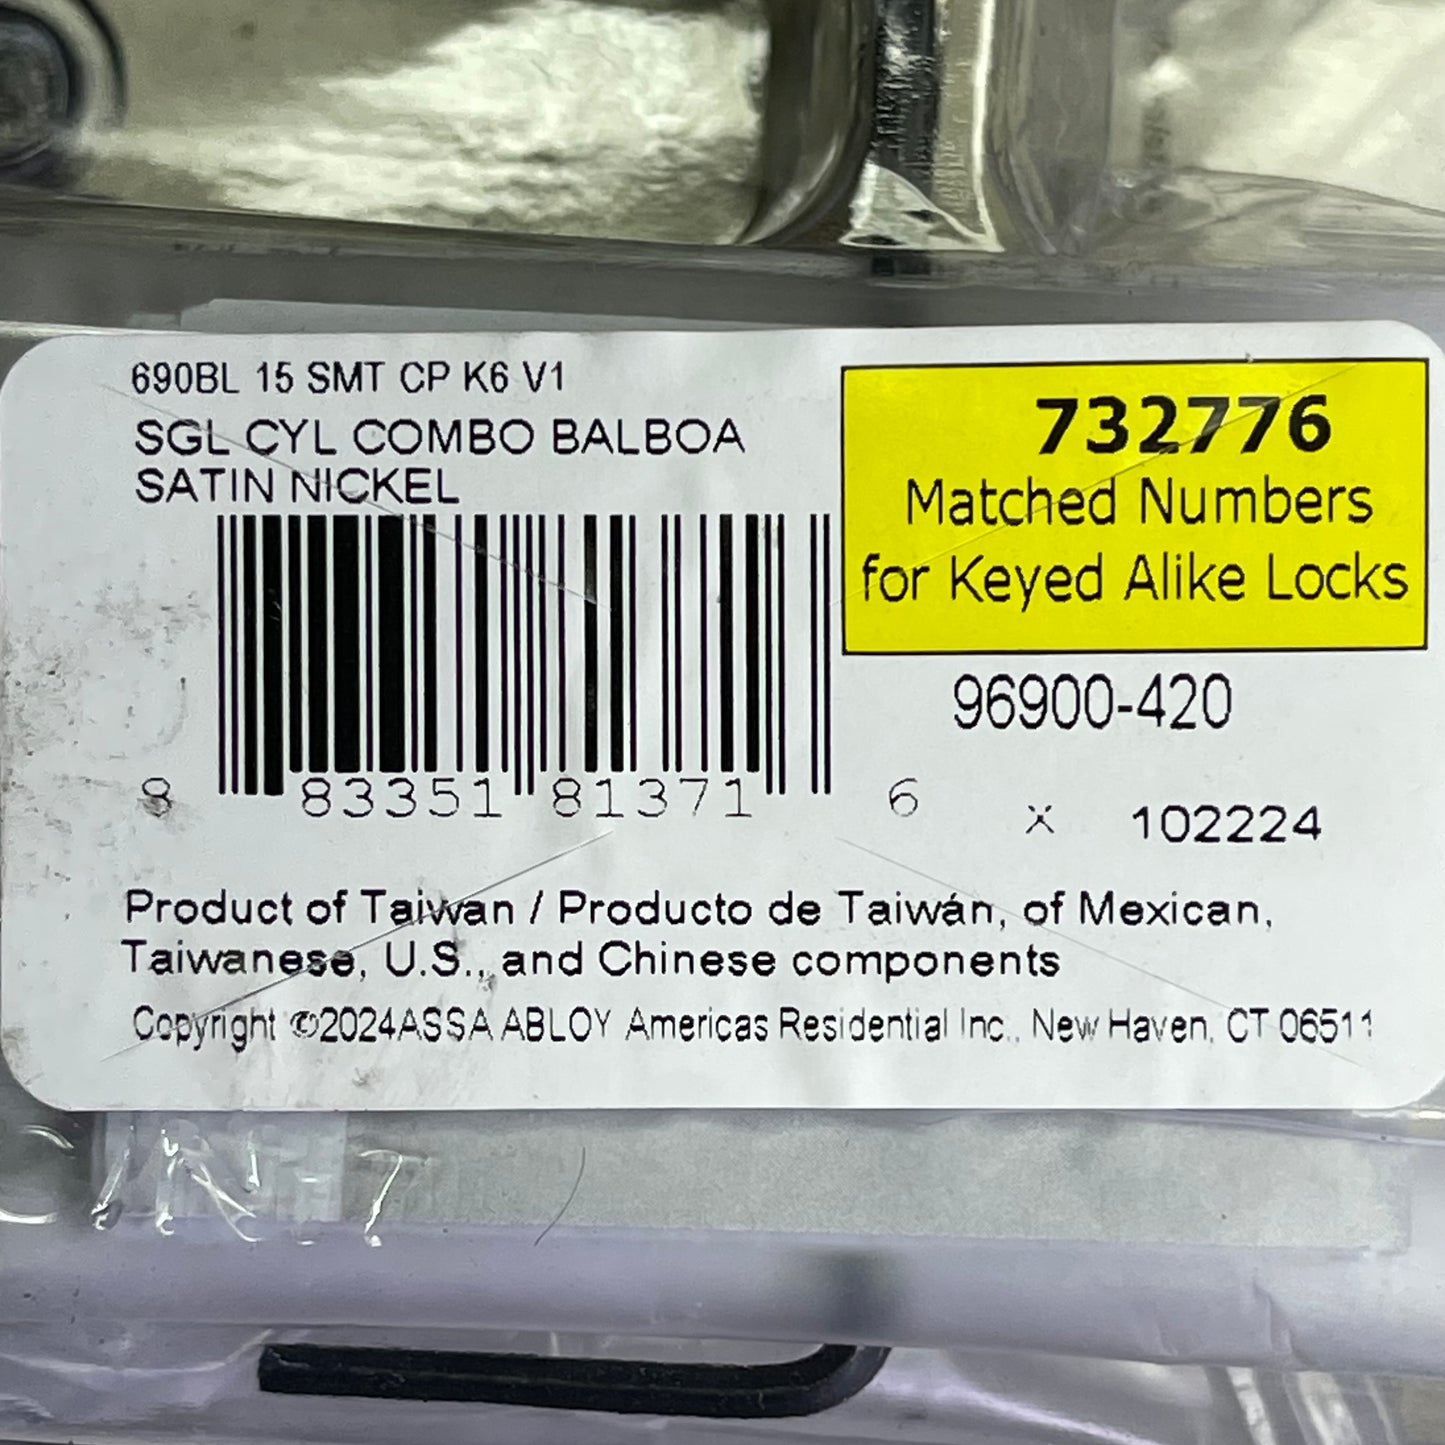 690BL 15 SMT CP K6 V1
SGL CYL COMBO BALBOA
SATIN NICKEL
732776
Matched Numbers
for Keyed Alike Locks
96900-420
8 83351 81371 6
X 102224
Product of Taiwan / Producto de Taiwán, of Mexican,
Taiwanese, U.S., and Chinese components
Copyright ©2024ASSA ABLOY Americas Residential Inc., New Haven, CT 06511